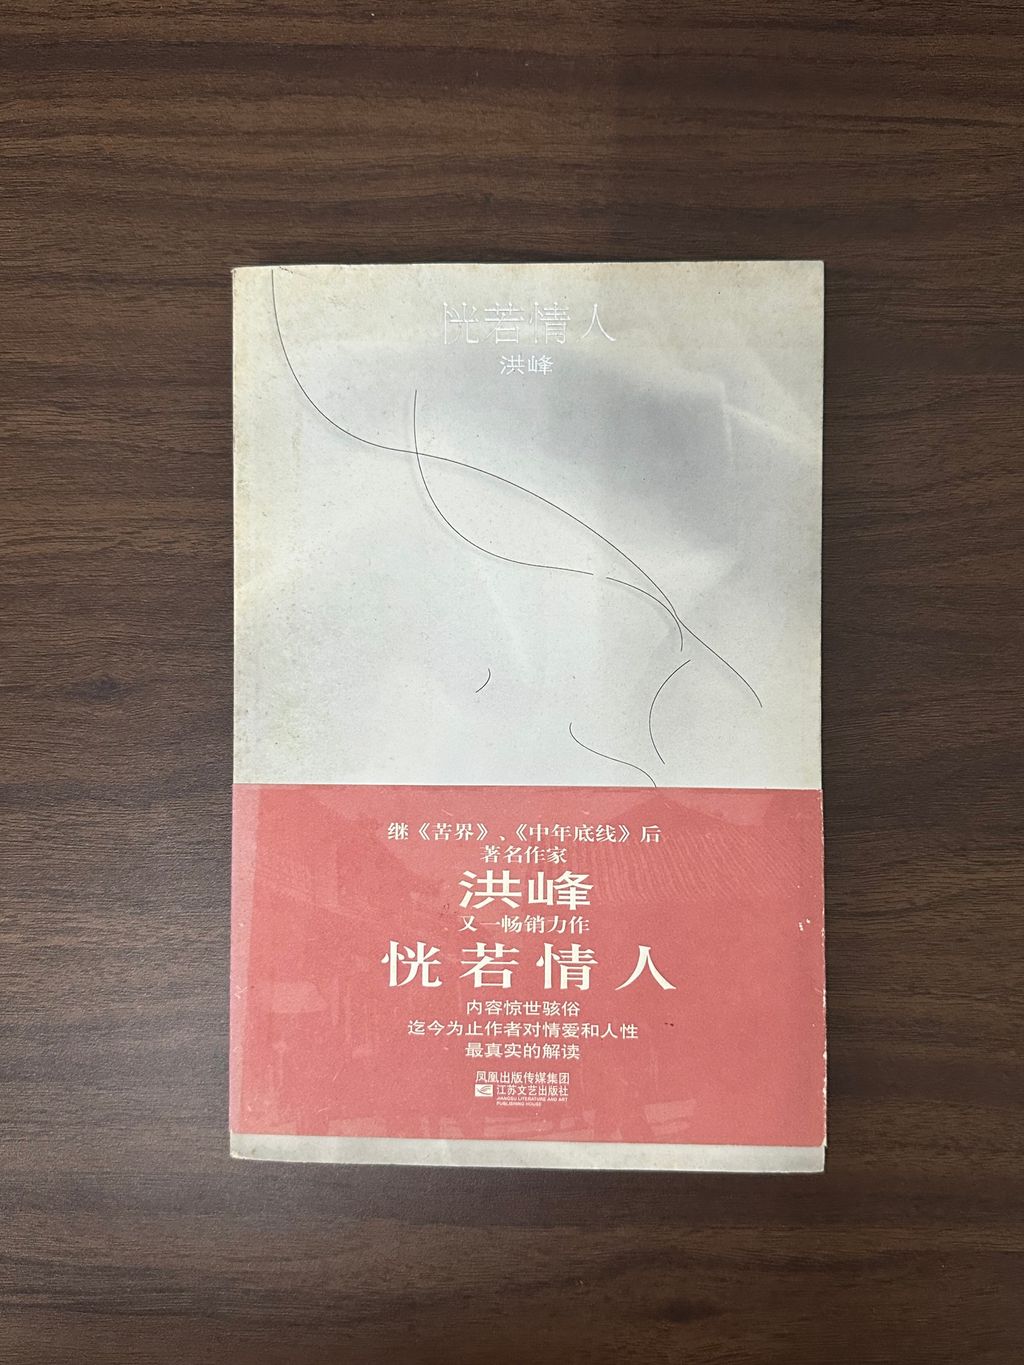 恍若情人
洪峰
继《苦界》、《中年底线》后
著名作家
洪峰
又一畅销力作
恍若情人
内容惊世骇俗
迄今为止作者对情爱和人性
最真实的解读
凤凰出版传媒集团
江苏文艺出版社
JIANGSU LITERATURE AND ART
PUBLISHING HOUSE